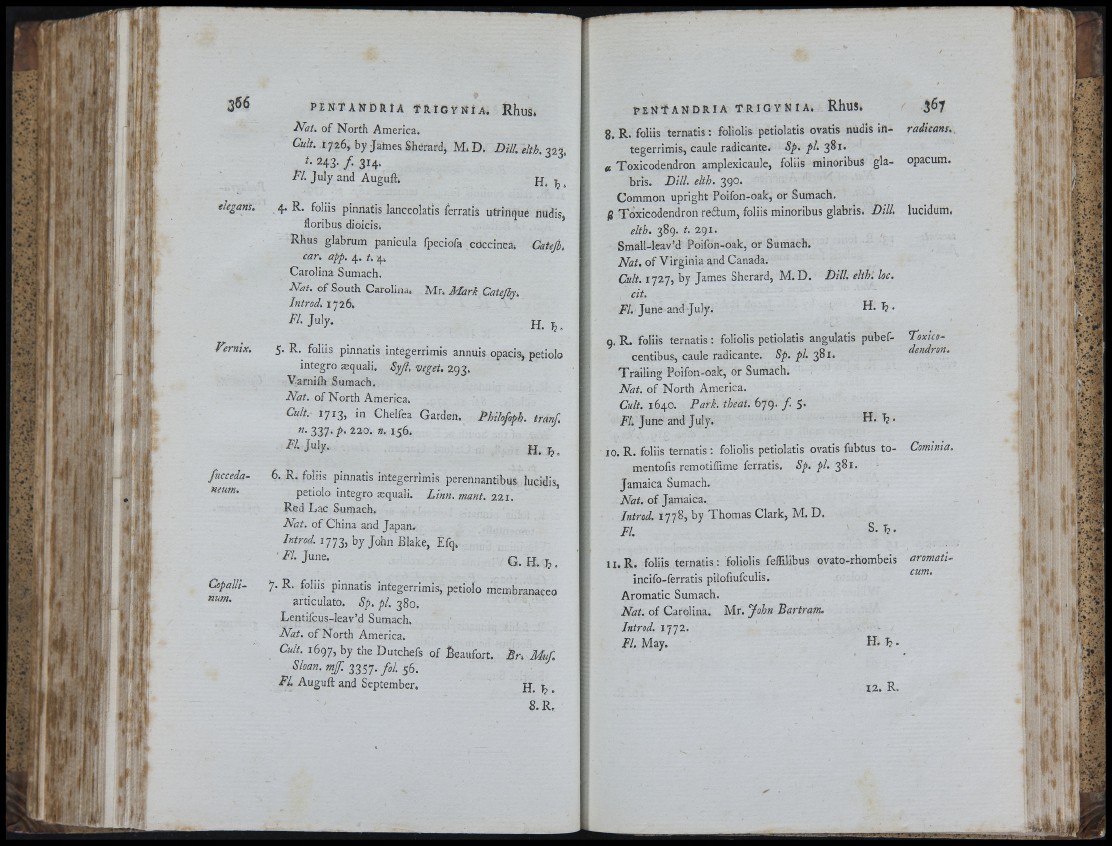 366 PENTANDRIA TRIGYNIA. Rhus.
Nat. of North America.
Cult. 1726, by James Sherard, M. D. Dill. elth. 323.
t. 243. f. 314.
Fl. July and Auguſt. H. ♄.
elegans. 4. R. foliis pinnatis lanceolatis ſerratis utrinque nudis,
floribus dioicis.
Rhus glabrum panicula ſpecioſa coccinea. Cateſb.
car. app. 4. t. 4.
Carolina Sumach.
Nat. of South Carolina. Mr. Mark Cateſby.
Introd. 1726.
Fl. July. H. ♄.
Vernix. 5. R. foliis pinnatis integerrimis annuis opacis, petiolo
integro æquali. Syſt. veget. 293.
Varniſh Sumach.
Nat. of North America.
Cult. 1713, in Chelſea Garden. Philoſoph. tranſ.
n. 337. p. 220. n. 156.
Fl. July. H. ♄.
ſucceda- 6. R. foliis pinnatis integerrimis perennantibus lucidis,
neum. petiolo integro æquali. Linn. mant. 221.
Red Lac Sumach.
Nat. of China and Japan.
Introd. 1773, by John Blake, Eſq.
Fl. June. G. H. ♄.
Copalli- 7. R. foliis pinnatis integerrimis, petiolo membranaceo
num. articulato. Sp. pl. 380.
Lentiſcus-leav'd Sumach.
Nat. of North America.
Cult. 1697, by the Dutcheſs of Beaufort. Br. Muſ.
Sloan. mſſ. 3357. fol. 56.
Fl. Auguſt and September. H. ♄.
8. R.
PENTANDRIA TRIGYNIA. Rhus. 367
8. R. foliis ternatis: foliolis petiolatis ovatis nudis in- radicans.
tegerrimis, caule radicante. Sp. pl. 381.
α Toxicodendron amplexicaule, foliis minoribus gla- opacum.
bris. Dill. elth. 390.
Common upright Poiſon-oak, or Sumach.
β Toxicodendron rectum, foliis minoribus glabris. Dill. lucidum.
elth. 389. t. 291.
Small-leav'd Poiſon-oak, or Sumach.
Nat. of Virginia and Canada.
Cult. 1727, by James Sherard, M. D. Dill. elth. loc.
cit.
Fl. June and July. H. ♄.
9. R. foliis ternatis: foliolis petiolatis angulatis pubeſ- Toxico-
centibus, caule radicante. Sp. pl. 381. dendron.
Trailing Poiſon-oak, or Sumach.
Nat. of North America.
Cult. 1640. Park. theat. 679. f. 5.
Fl. June and July. H. ♄.
10. R. foliis ternatis: foliolis petiolatis ovatis ſubtus to- Cominia.
mentoſis remotiſſime ſerratis. Sp. pl. 381.
Jamaica Sumach.
Nat. of Jamaica.
Introd. 1778, by Thomas Clark, M. D.
Fl. S. ♄.
11. R. foliis ternatis: foliolis ſeſſilibus ovato-rhombeis aromati-
inciſo-ſerratis piloſiuſculis. cum.
Aromatic Sumach.
Nat. of Carolina. Mr. John Bartram.
Introd. 1772.
Fl. May. H. ♄.
12. R.